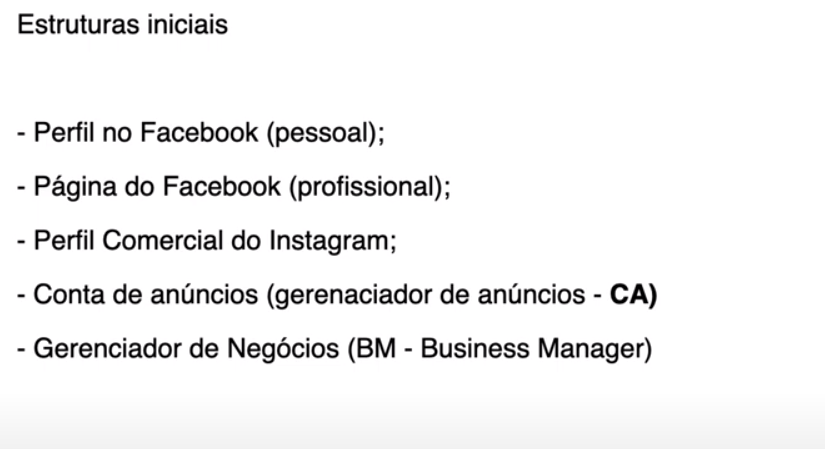 Estruturas iniciais
- Perfil no Facebook (pessoal);
- Página do Facebook (profissional);
- Perfil Comercial do Instagram;
- Conta de anúncios (gerenaciador de anúncios - CA)
- Gerenciador de Negócios (BM - Business Manager)